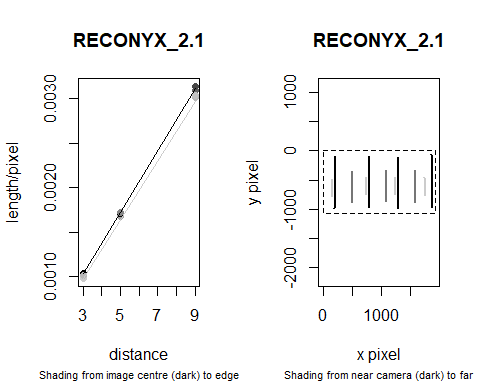 RECONYX_2.1
length/pixel
0.0030
0.0020
0.0010
3
5
7
9
distance
Shading from image centre (dark) to edge
RECONYX_2.1
y pixel
1000
0
-1000
-2000
0
1000
x pixel
Shading from near camera (dark) to far